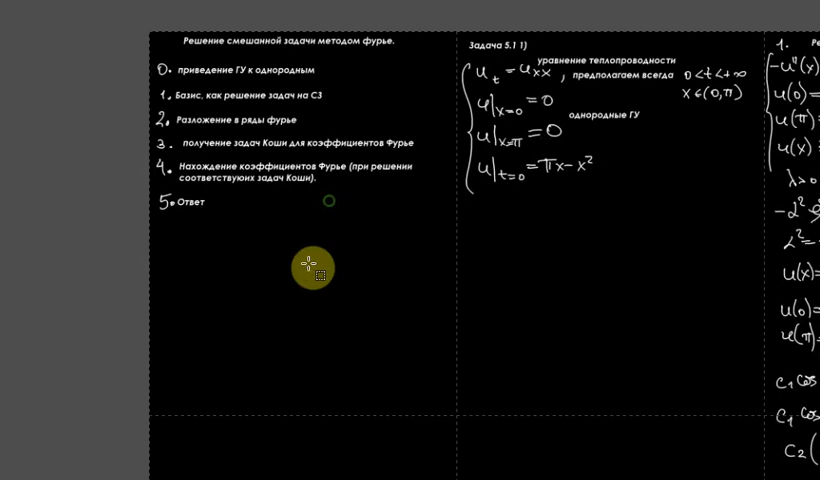 Решение смешанной задачи методом фурье.
0. приведение ГУ к однородным
1. Базис, как решение задач на СЗ
2. Разложение в ряды фурье
3. получение задач Коши для коэффициентов Фурье
4. Нахождение коэффициентов Фурье (при решении
соответствуюих задач Коши).
5. Ответ
Задача 5.1 1)
уравнение теплопроводности
u_t = u_xx , предполагаем всегда 0<t<+∞
x ∈ (0,π)
u|x=0 = 0
однородные ГУ
u|x=π = 0
u|t=0 = πx − x²
1. Ре
−u''(x)
u(0)=
u(π)=
u(x)
λ>0
u(x)=
u(0)=
u(π)=
C₁ cos
C₁ cos
C₂ (